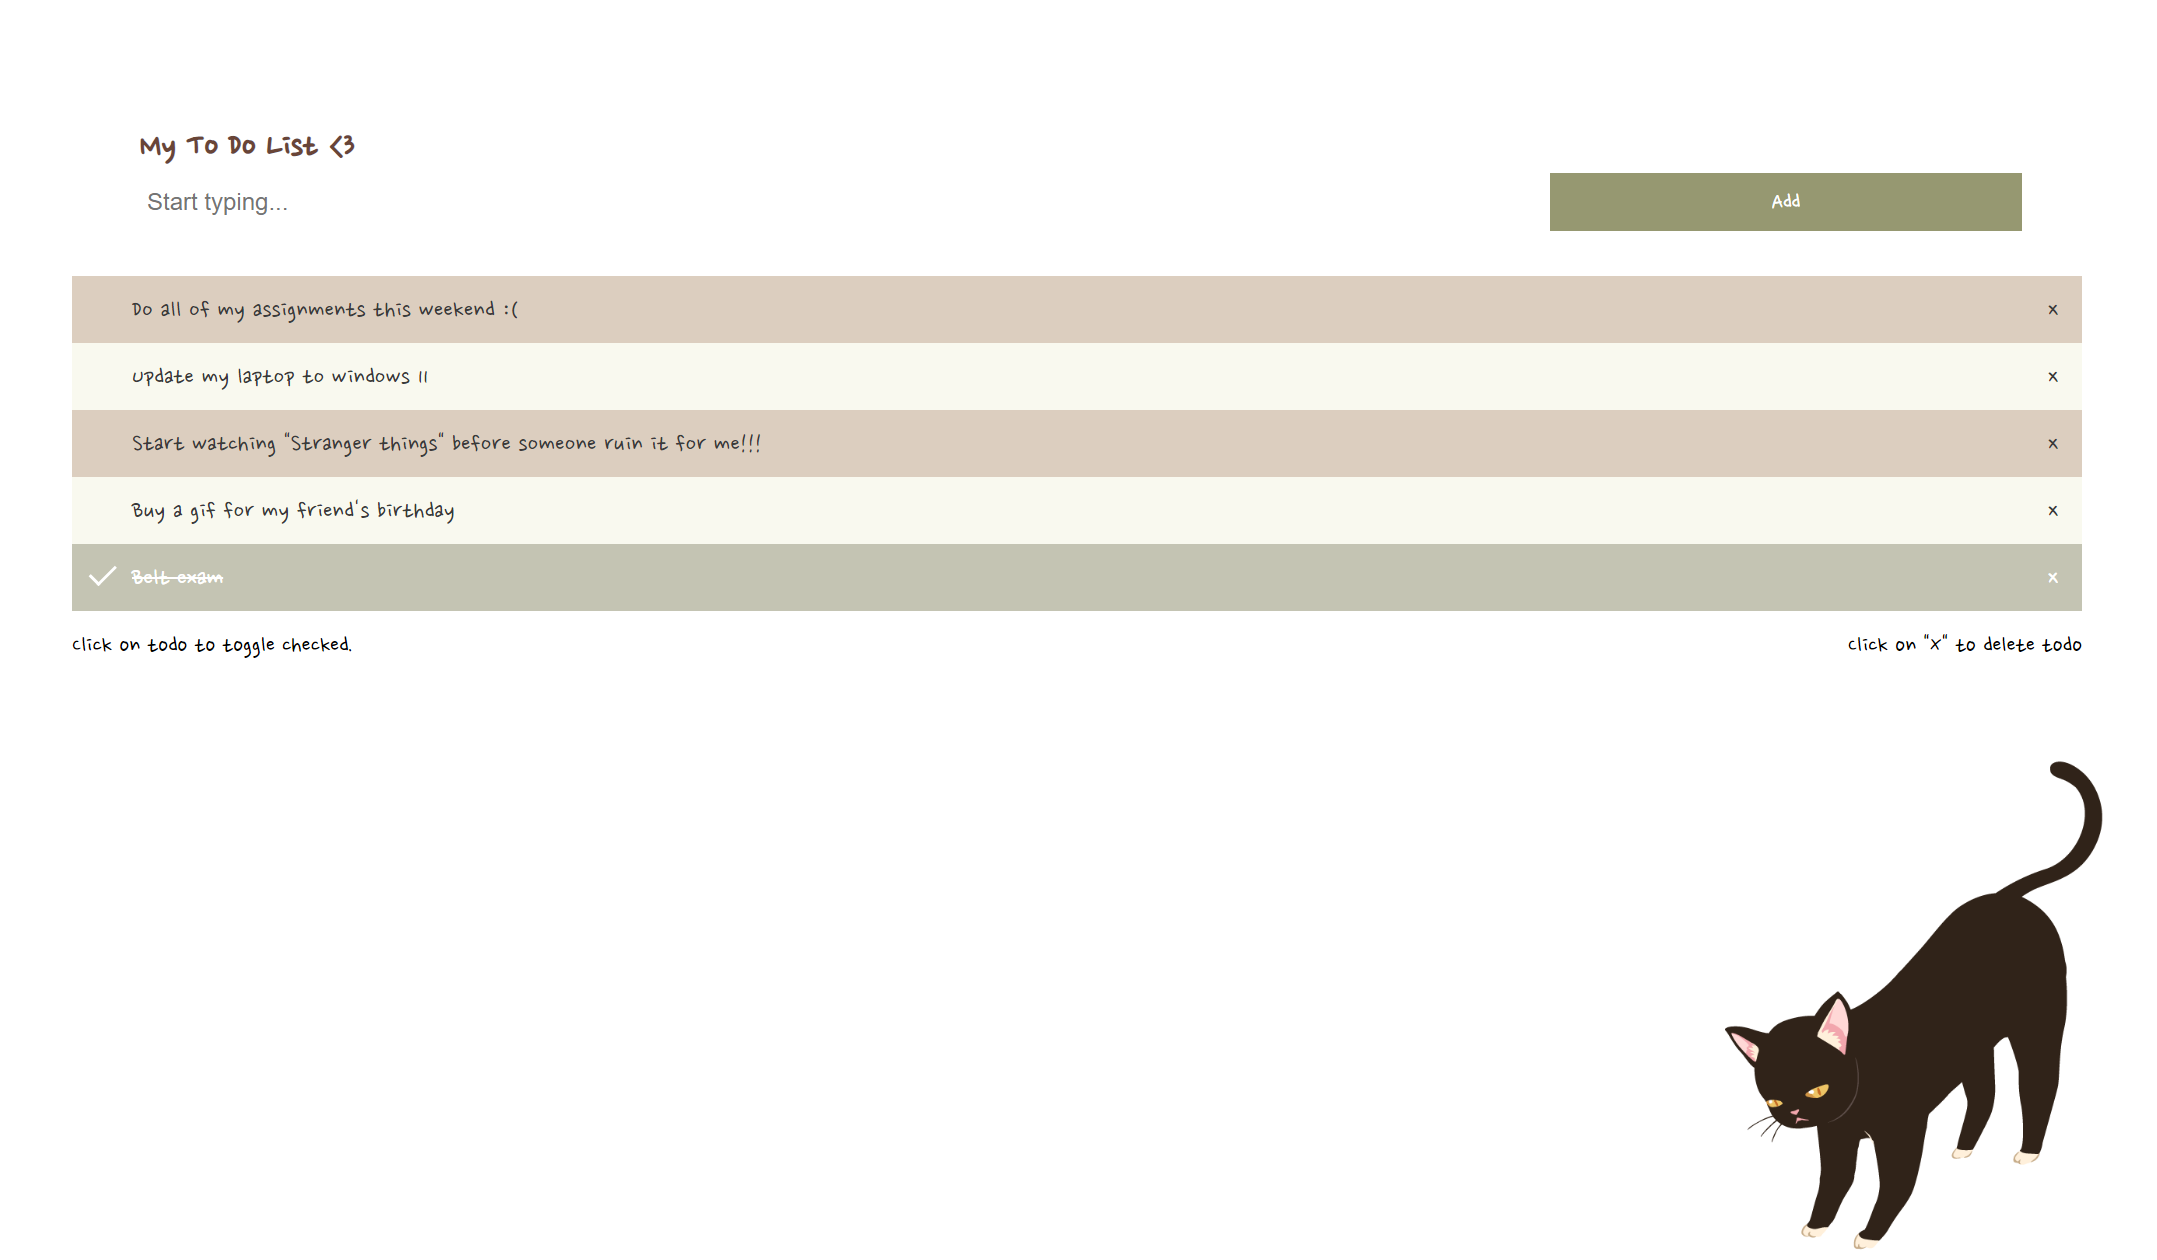 My To Do List <3
Start typing...
Add
Do all of my assignments this weekend :( x
Update my laptop to windows 11 x
Start watching "Stranger things" before someone ruin it for me!!! x
Buy a gif for my friend's birthday x
Belt exam x
Click on todo to toggle checked. Click on "X" to delete todo